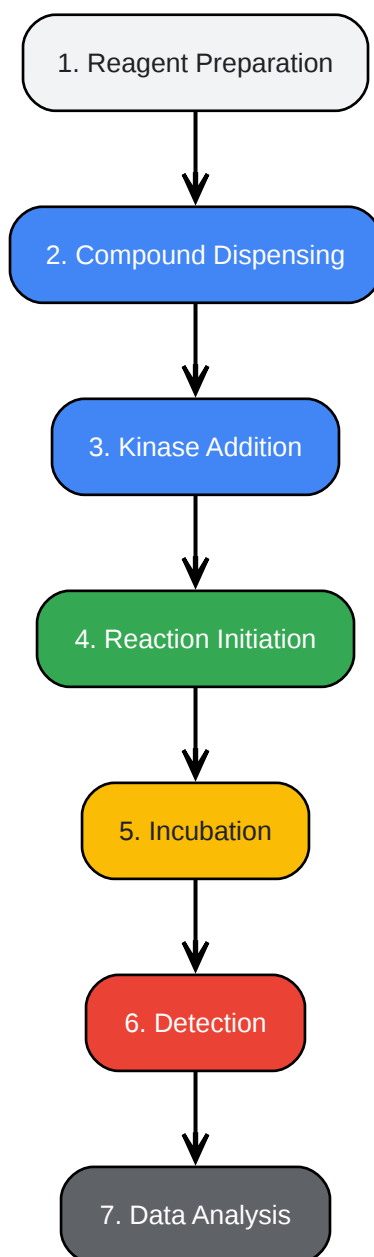 1. Reagent Preparation
2. Compound Dispensing
3. Kinase Addition
4. Reaction Initiation
5. Incubation
6. Detection
7. Data Analysis